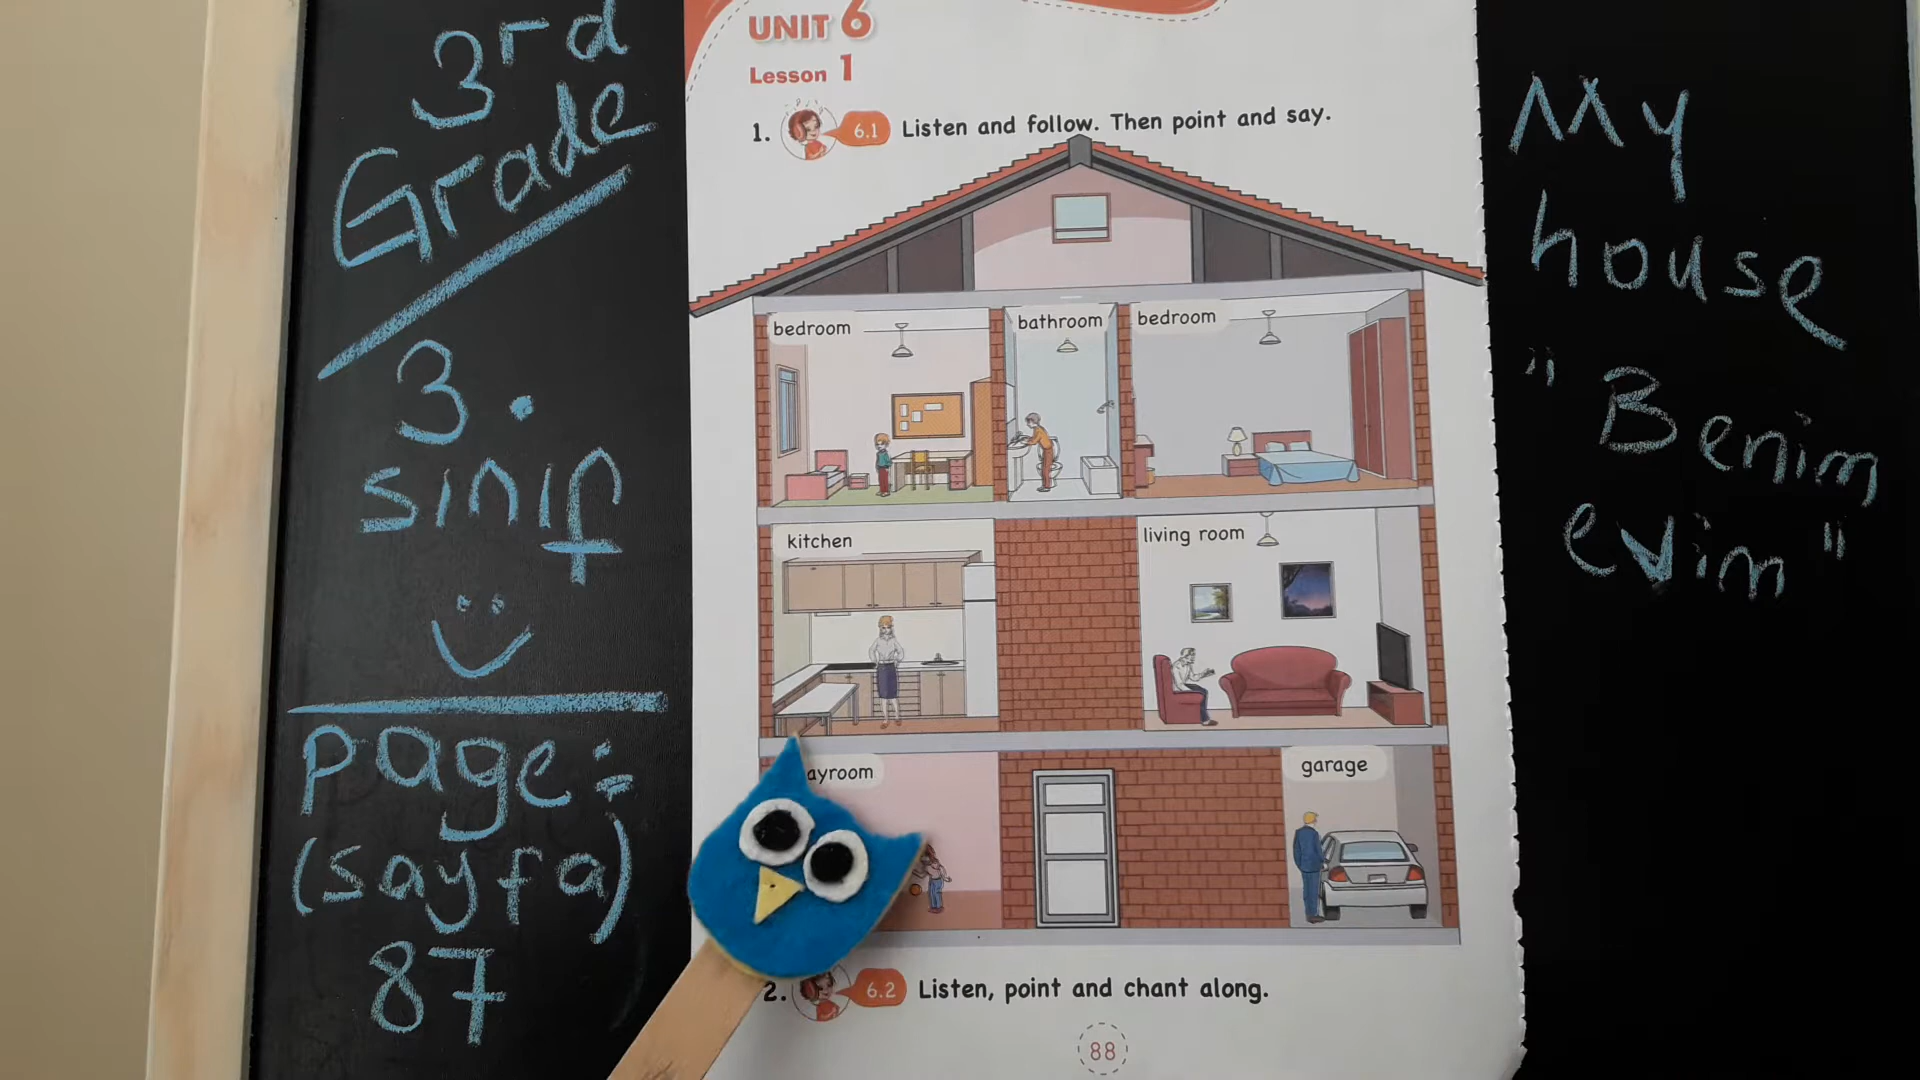 3rd
Grade
3.
sınıf
page:
(sayfa)
87
UNIT 6
Lesson 1
1. 6.1 Listen and follow. Then point and say.
bedroom
bathroom
bedroom
kitchen
living room
ayroom
garage
2. 6.2 Listen, point and chant along.
88
My
house
"Benim
evim"